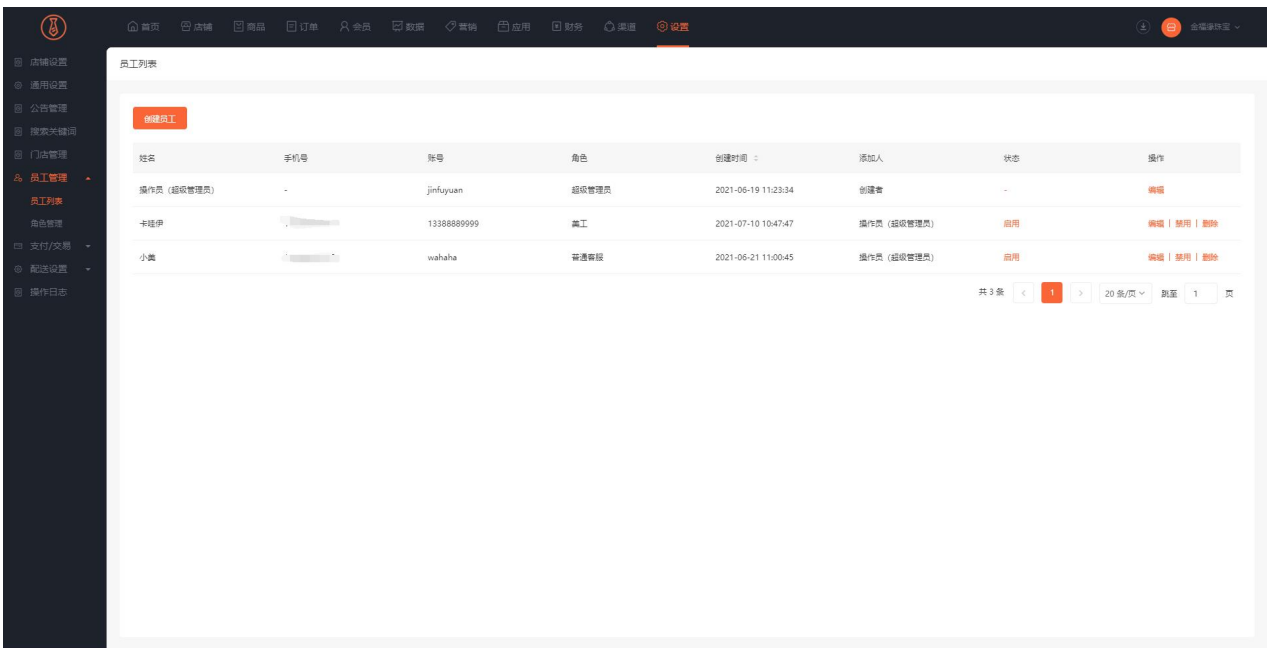 首页 店铺 商品 订单 会员 数据 营销 应用 财务 渠道 设置 金福缘珠宝
店铺设置
通用设置
公告管理
搜索关键词
门店管理
员工管理
员工列表
角色管理
支付/交易
配送设置
操作日志
员工列表
创建员工
姓名 手机号 账号 角色 创建时间 添加人 状态 操作
操作员（超级管理员） - jinfuyuan 超级管理员 2021-06-19 11:23:34 创建者 - 编辑
卡哇伊 13388889999 美工 2021-07-10 10:47:47 操作员（超级管理员） 启用 编辑 | 禁用 | 删除
小美 wahaha 普通客服 2021-06-21 11:00:45 操作员（超级管理员） 启用 编辑 | 禁用 | 删除
共 3 条 < 1 > 20 条/页 跳至 1 页